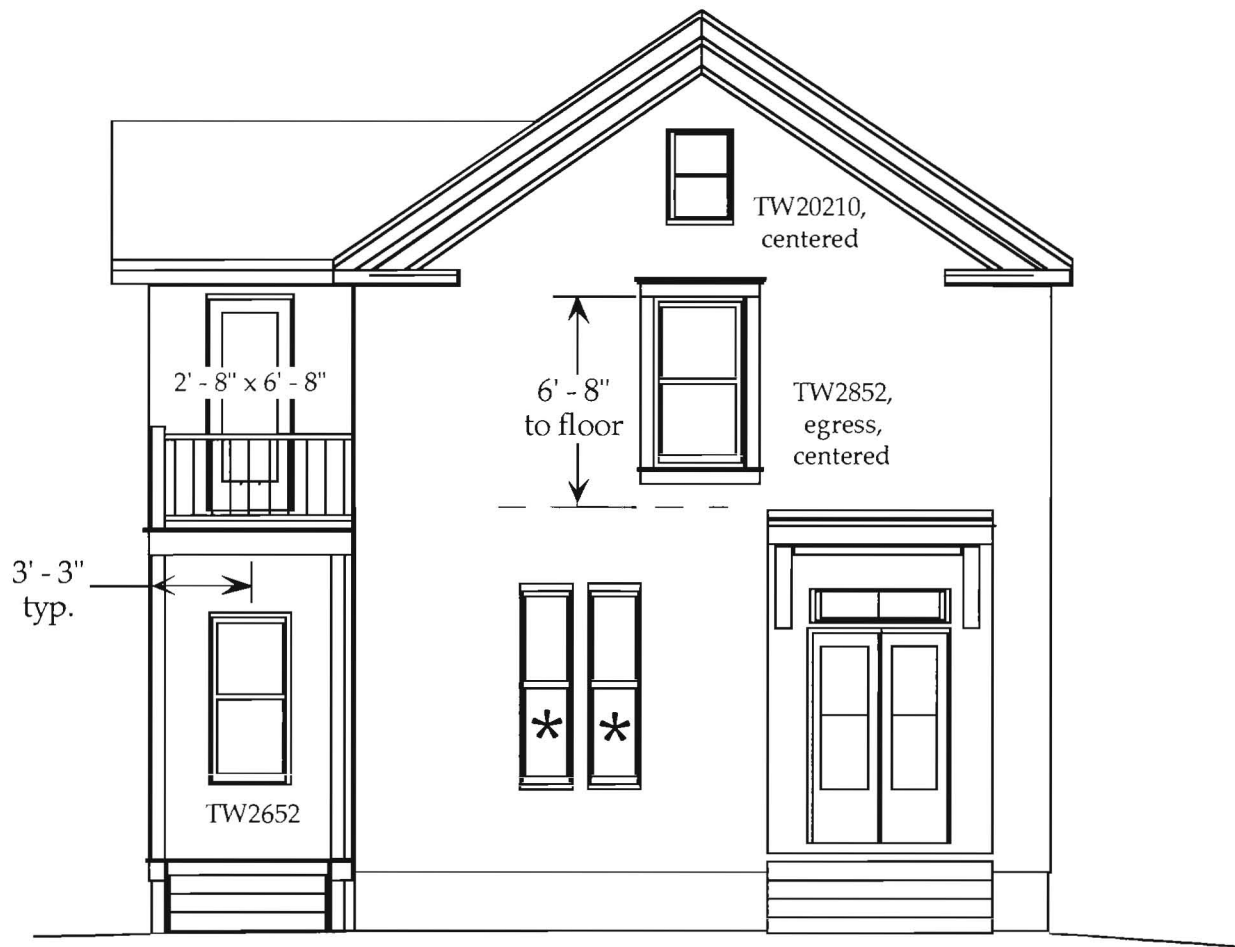 TW20210,
centered
2' - 8" x 6' - 8"
6' - 8"
to floor
TW2852,
egress,
centered
3' - 3"
typ.
* *
TW2652